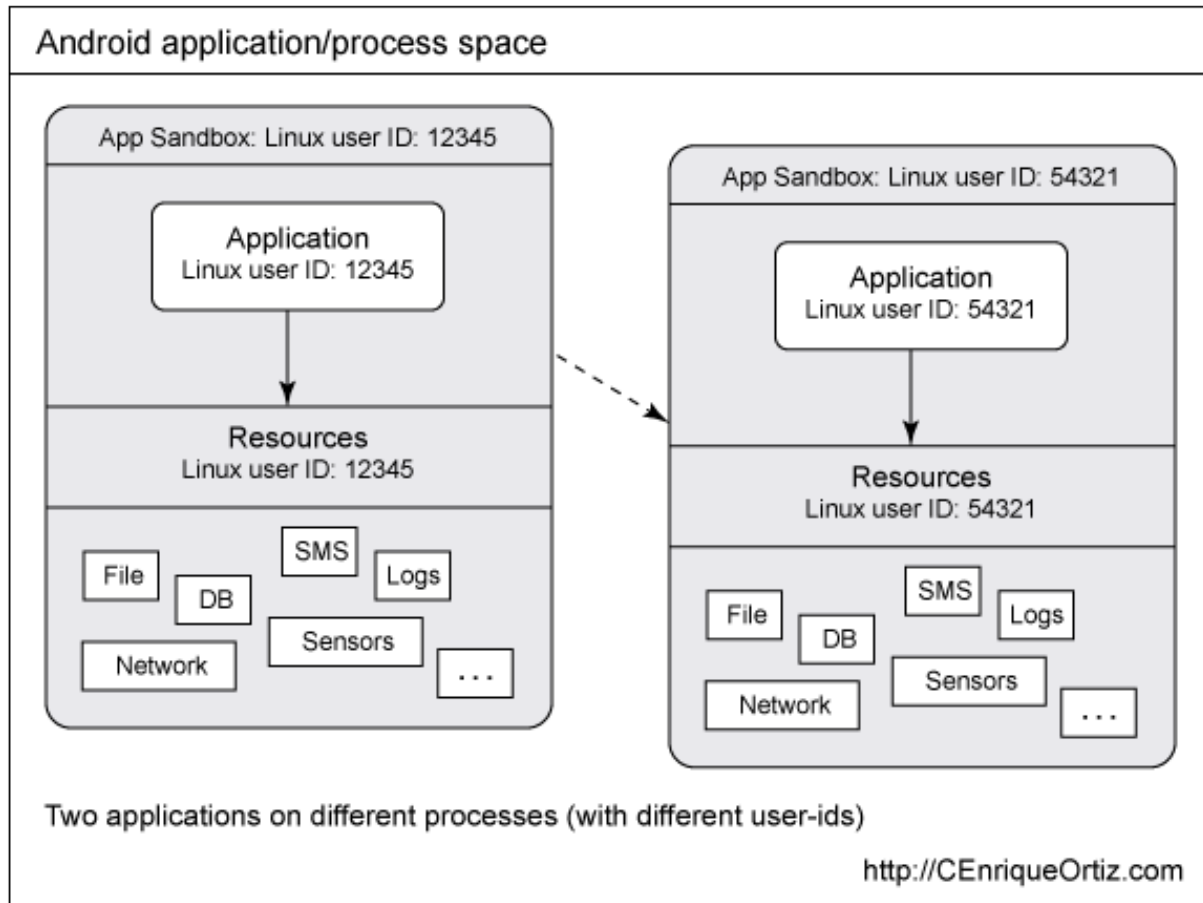 Android application/process space
App Sandbox: Linux user ID: 12345
Application
Linux user ID: 12345
Resources
Linux user ID: 12345
File
DB
SMS
Logs
Network
Sensors
...
App Sandbox: Linux user ID: 54321
Application
Linux user ID: 54321
Resources
Linux user ID: 54321
File
DB
SMS
Logs
Network
Sensors
...
Two applications on different processes (with different user-ids)
http://CEnriqueOrtiz.com